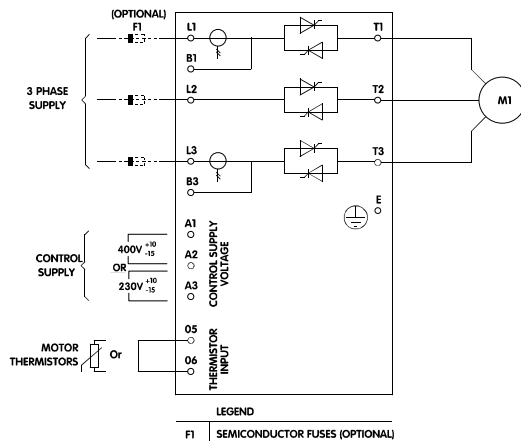 (OPTIONAL)
F1
L1
T1
B1
3 PHASE
SUPPLY
L2
T2
M1
L3
T3
B3
E
A1
400V +10 -15
CONTROL
SUPPLY
OR
A2
230V +10 -15
A3
CONTROL SUPPLY
VOLTAGE
05
MOTOR
THERMISTORS
Or
06
THERMISTOR
INPUT
LEGEND
F1 SEMICONDUCTOR FUSES (OPTIONAL)